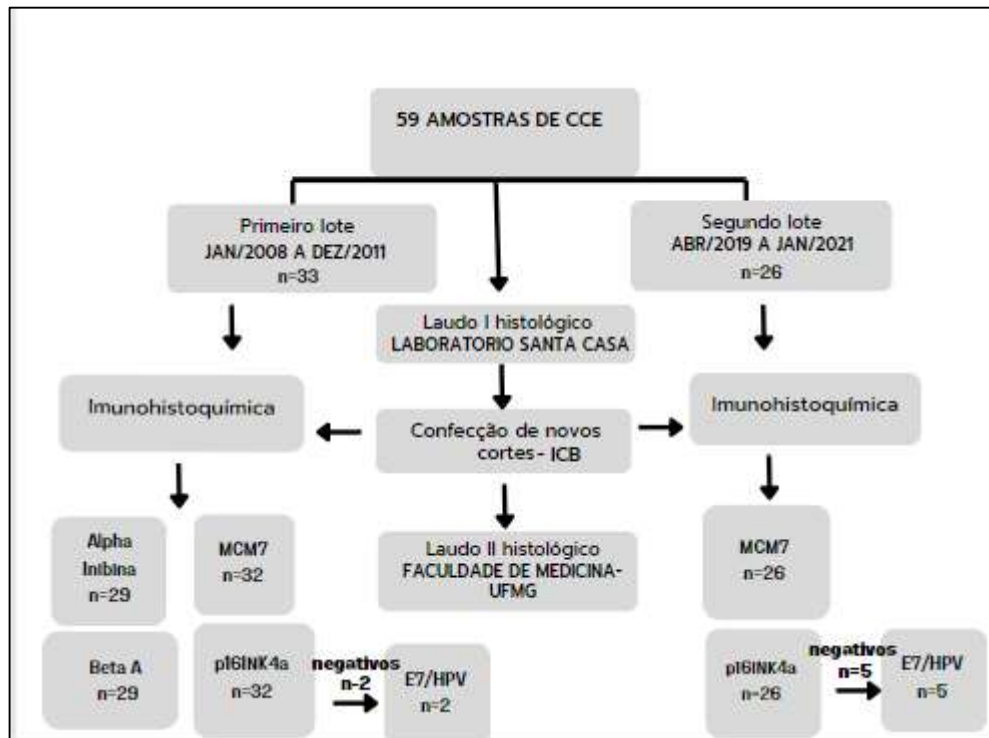 59 AMOSTRAS DE CCE
Primeiro lote
JAN/2008 A DEZ/2011
n=33
Segundo lote
ABR/2019 A JAN/2021
n=26
Laudo I histológico
LABORATORIO SANTA CASA
Imunohistoquímica
Confecção de novos
cortes- ICB
Imunohistoquímica
Alpha
Inibina
n=29
MCM7
n=32
Laudo II histológico
FACULDADE DE MEDICINA-
UFMG
MCM7
n=26
Beta A
n=29
p16INK4a
n=32
negativos
n-2
E7/HPV
n=2
p16INK4a
n-26
negativos
n=5
E7/HPV
n=5